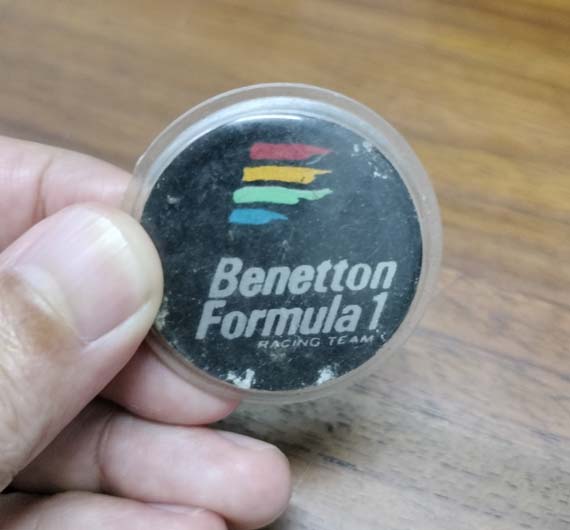 Benetton
Formula 1
RACING TEAM